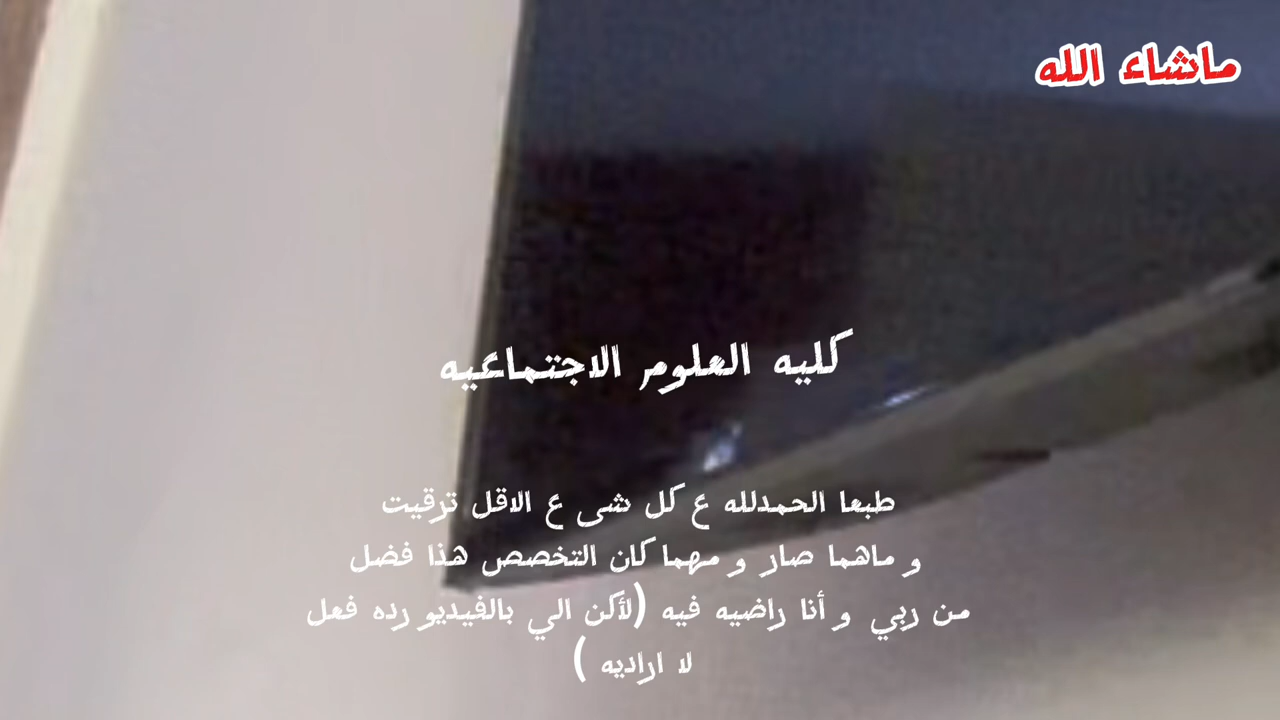 ماشاء الله
كليه العلوم الاجتماعيه
طبعا الحمدلله ع كل شى ع الاقل ترقيت
و ماهما صار و مهما كان التخصص هذا فضل
من ربي و أنا راضيه فيه (لأكن الي بالفيديو رده فعل
لا اراديه )